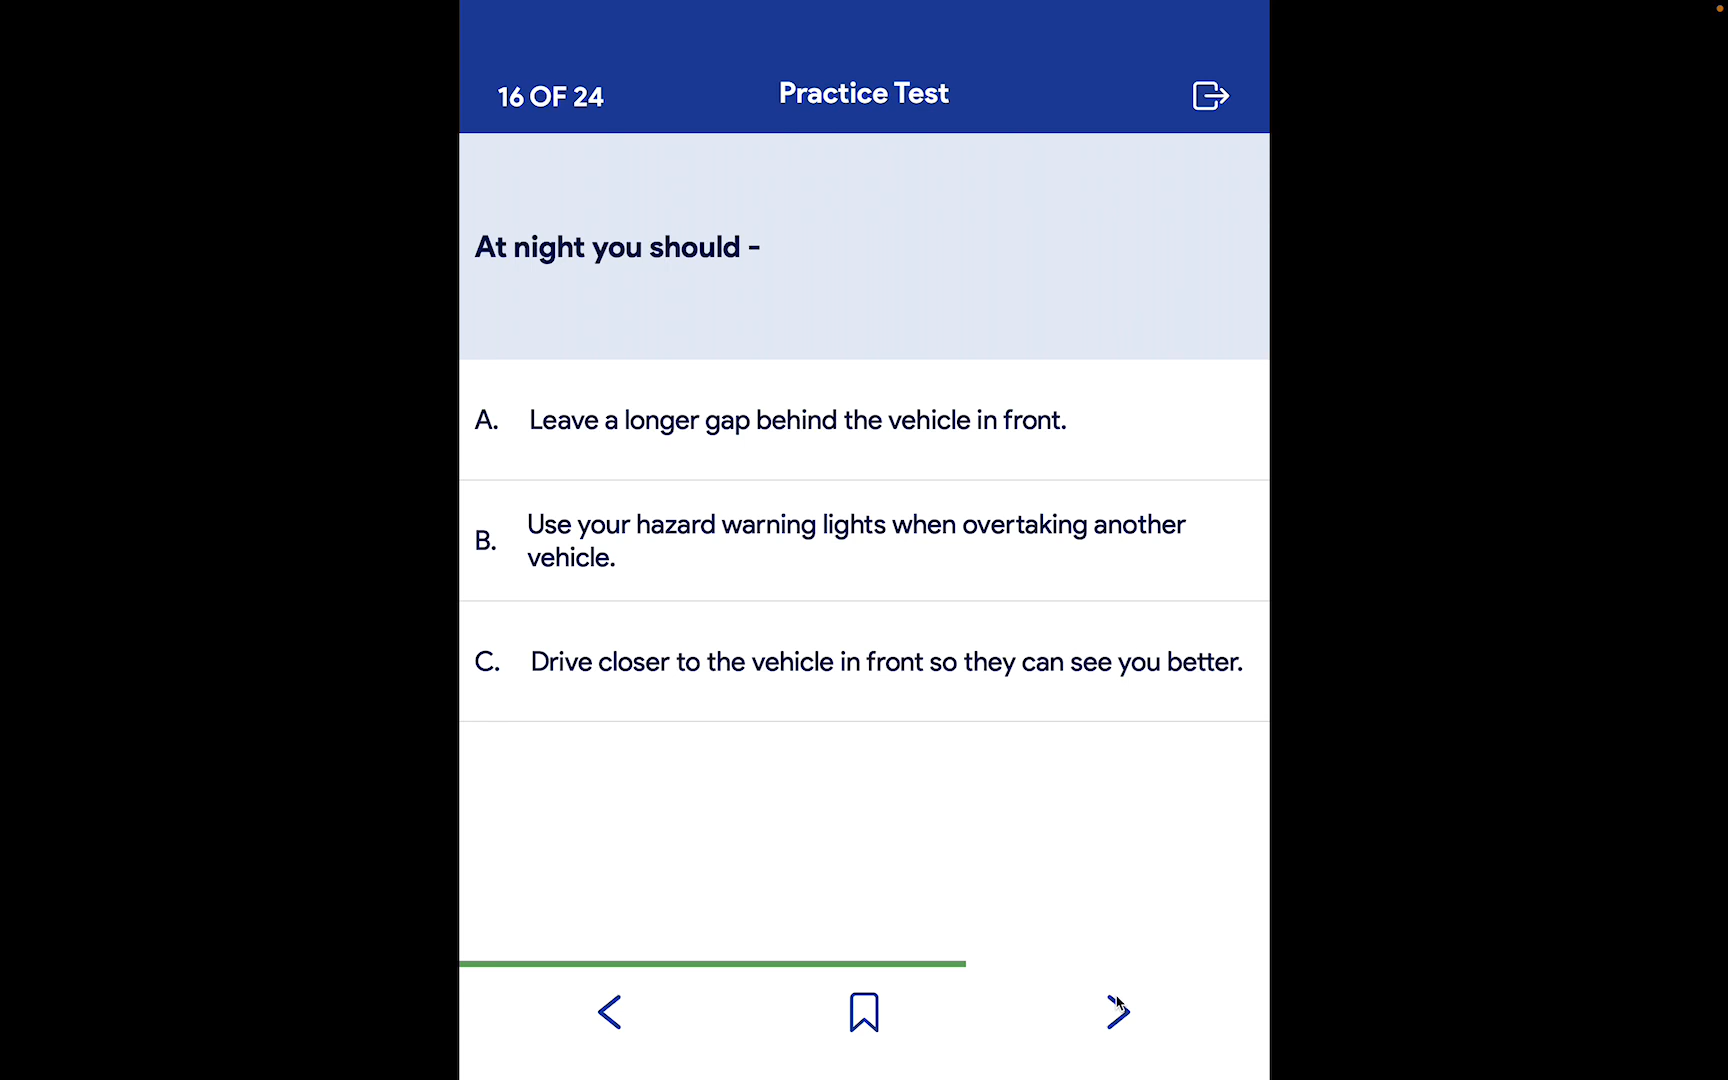 16 OF 24
Practice Test
At night you should -
A. Leave a longer gap behind the vehicle in front.
B. Use your hazard warning lights when overtaking another
vehicle.
C. Drive closer to the vehicle in front so they can see you better.